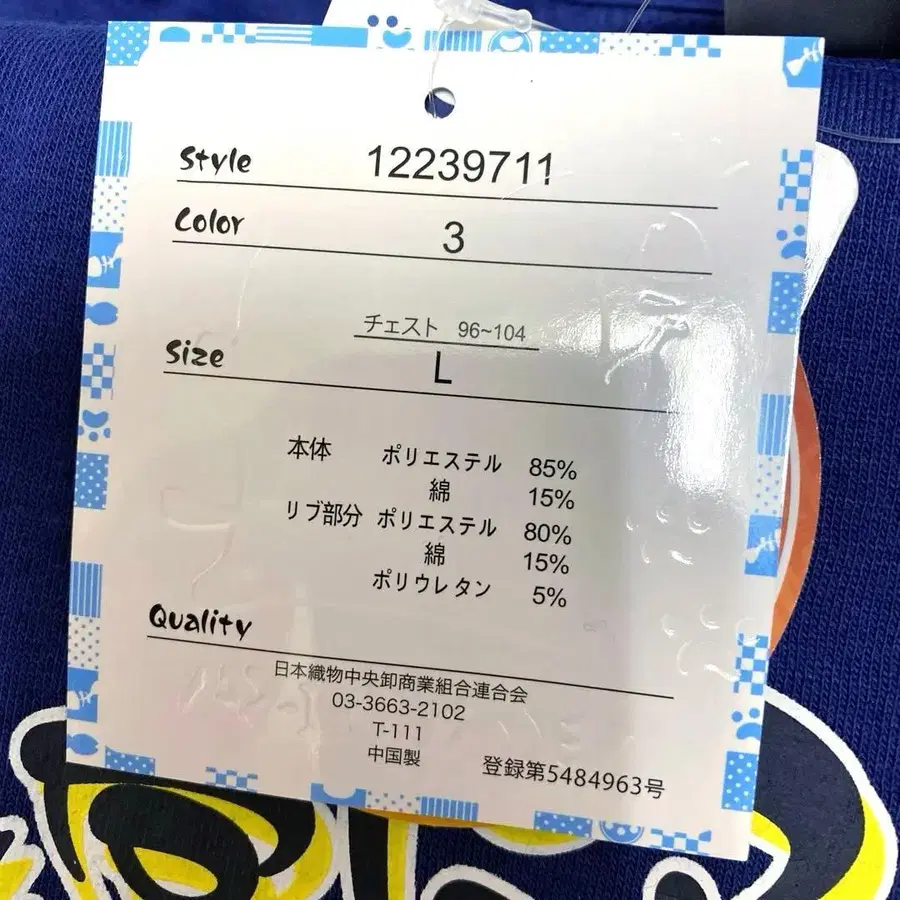 Style 12239711
Color 3
チェスト 96~104
Size L
本体 ポリエステル 85%
綿 15%
リブ部分 ポリエステル 80%
綿 15%
ポリウレタン 5%
Quality
日本織物中央卸商業組合連合会
03-3663-2102
T-111
中国製
登録第5484963号